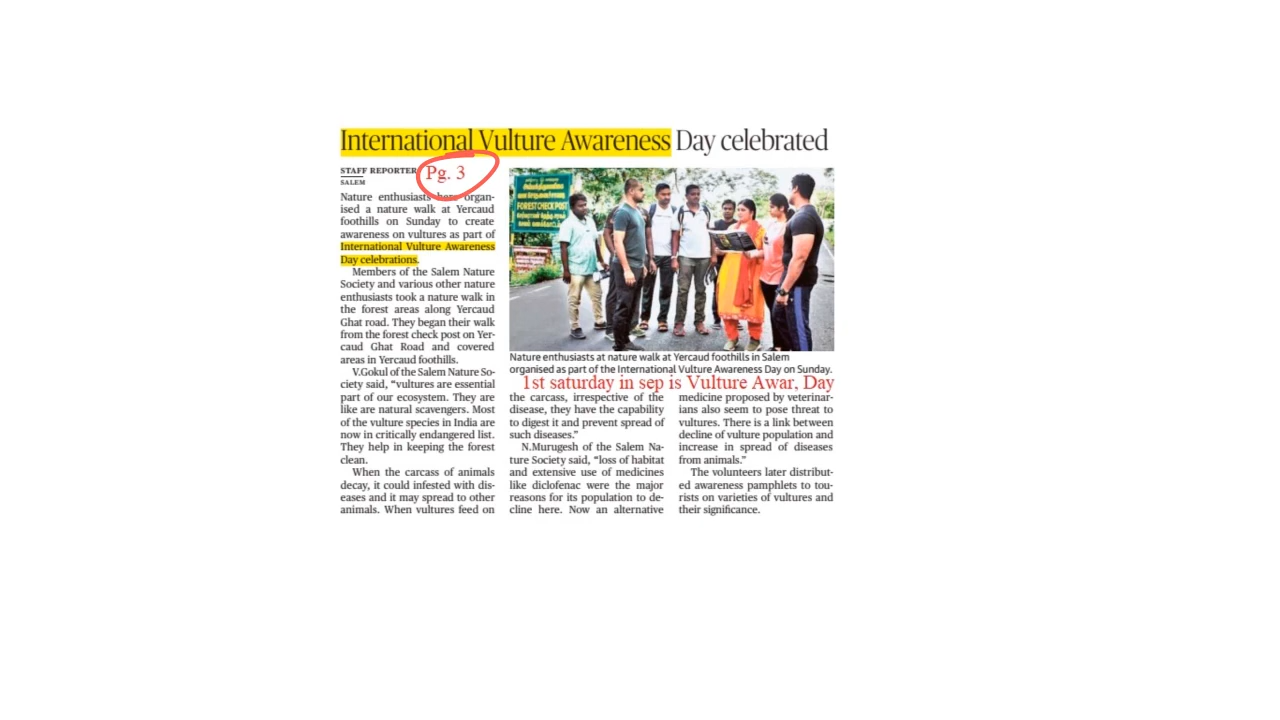 International Vulture Awareness Day celebrated
STAFF REPORTER
Pg. 3
SALEM
Nature enthusiasts here organ-
ised a nature walk at Yercaud
foothills on Sunday to create
awareness on vultures as part of
International Vulture Awareness
Day celebrations.
Members of the Salem Nature
Society and various other nature
enthusiasts took a nature walk in
the forest areas along Yercaud
Ghat road. They began their walk
from the forest check post on Yer-
caud Ghat Road and covered
areas in Yercaud foothills.
V.Gokul of the Salem Nature So-
ciety said, “vultures are essential
part of our ecosystem. They are
like are natural scavengers. Most
of the vulture species in India are
now in critically endangered list.
They help in keeping the forest
clean.
When the carcass of animals
decay, it could infested with dis-
eases and it may spread to other
animals. When vultures feed on
FOREST CHECK POST
Nature enthusiasts at nature walk at Yercaud foothills in Salem
organised as part of the International Vulture Awareness Day on Sunday.
1st saturday in sep is Vulture Awar, Day
the carcass, irrespective of the
disease, they have the capability
to digest it and prevent spread of
such diseases.”
N.Murugesh of the Salem Na-
ture Society said, “loss of habitat
and extensive use of medicines
like diclofenac were the major
reasons for its population to de-
cline here. Now an alternative
medicine proposed by veterinar-
ians also seem to pose threat to
vultures. There is a link between
decline of vulture population and
increase in spread of diseases
from animals.”
The volunteers later distribut-
ed awareness pamphlets to tou-
rists on varieties of vultures and
their significance.